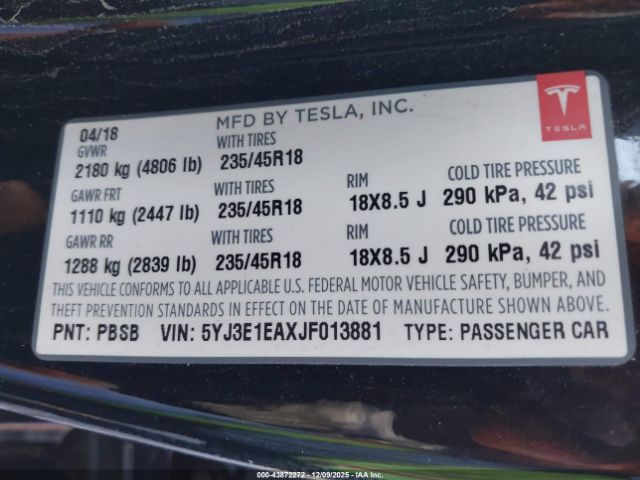 MFD BY TESLA, INC.
TESLA
04/18
GVWR WITH TIRES
2180 kg (4806 lb) 235/45R18
GAWR FRT WITH TIRES RIM COLD TIRE PRESSURE
1110 kg (2447 lb) 235/45R18 18X8.5 J 290 kPa, 42 psi
GAWR RR WITH TIRES RIM COLD TIRE PRESSURE
1288 kg (2839 lb) 235/45R18 18X8.5 J 290 kPa, 42 psi
THIS VEHICLE CONFORMS TO ALL APPLICABLE U.S. FEDERAL MOTOR VEHICLE SAFETY, BUMPER, AND
THEFT PREVENTION STANDARDS IN EFFECT ON THE DATE OF MANUFACTURE SHOWN ABOVE.
PNT: PBSB VIN: 5YJ3E1EAXJF013881 TYPE: PASSENGER CAR
000-43872272 - 12/09/2025 - IAA Inc.